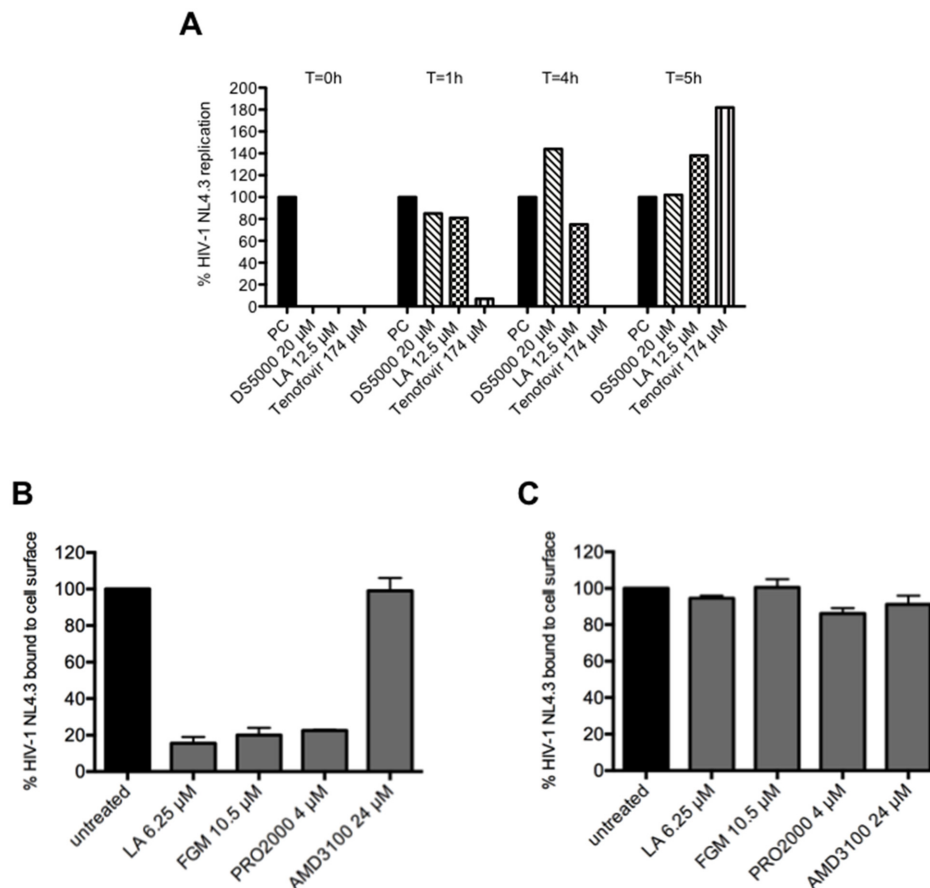 A
T=0h T=1h T=4h T=5h
% HIV-1 NL4.3 replication
200
180
160
140
120
100
80
60
40
20
0
PC
DS5000 20 µM
LA 12.5 µM
Tenofovir 174 µM
PC
DS5000 20 µM
LA 12.5 µM
Tenofovir 174 µM
PC
DS5000 20 µM
LA 12.5 µM
Tenofovir 174 µM
PC
DS5000 20 µM
LA 12.5 µM
Tenofovir 174 µM
B
% HIV-1 NL4.3 bound to cell surface
120
100
80
60
40
20
0
untreated
LA 6.25 µM
FGM 10.5 µM
PRO2000 4 µM
AMD3100 24 µM
C
% HIV-1 NL4.3 bound to cell surface
120
100
80
60
40
20
0
untreated
LA 6.25 µM
FGM 10.5 µM
PRO2000 4 µM
AMD3100 24 µM